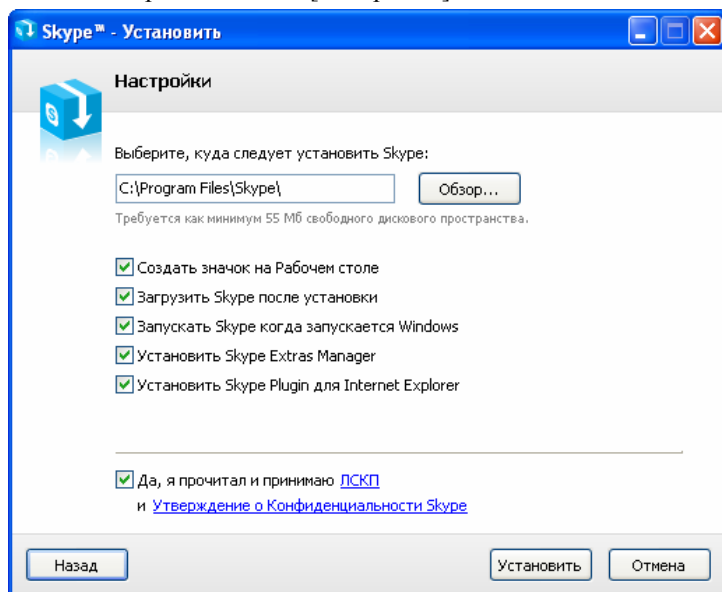 Skype™ - Установить
Настройки
Выберите, куда следует установить Skype:
C:\Program Files\Skype\
Обзор...
Требуется как минимум 55 Мб свободного дискового пространства.
Создать значок на Рабочем столе
Загрузить Skype после установки
Запускать Skype когда запускается Windows
Установить Skype Extras Manager
Установить Skype Plugin для Internet Explorer
Да, я прочитал и принимаю ЛСКП
и Утверждение о Конфиденциальности Skype
Назад
Установить
Отмена